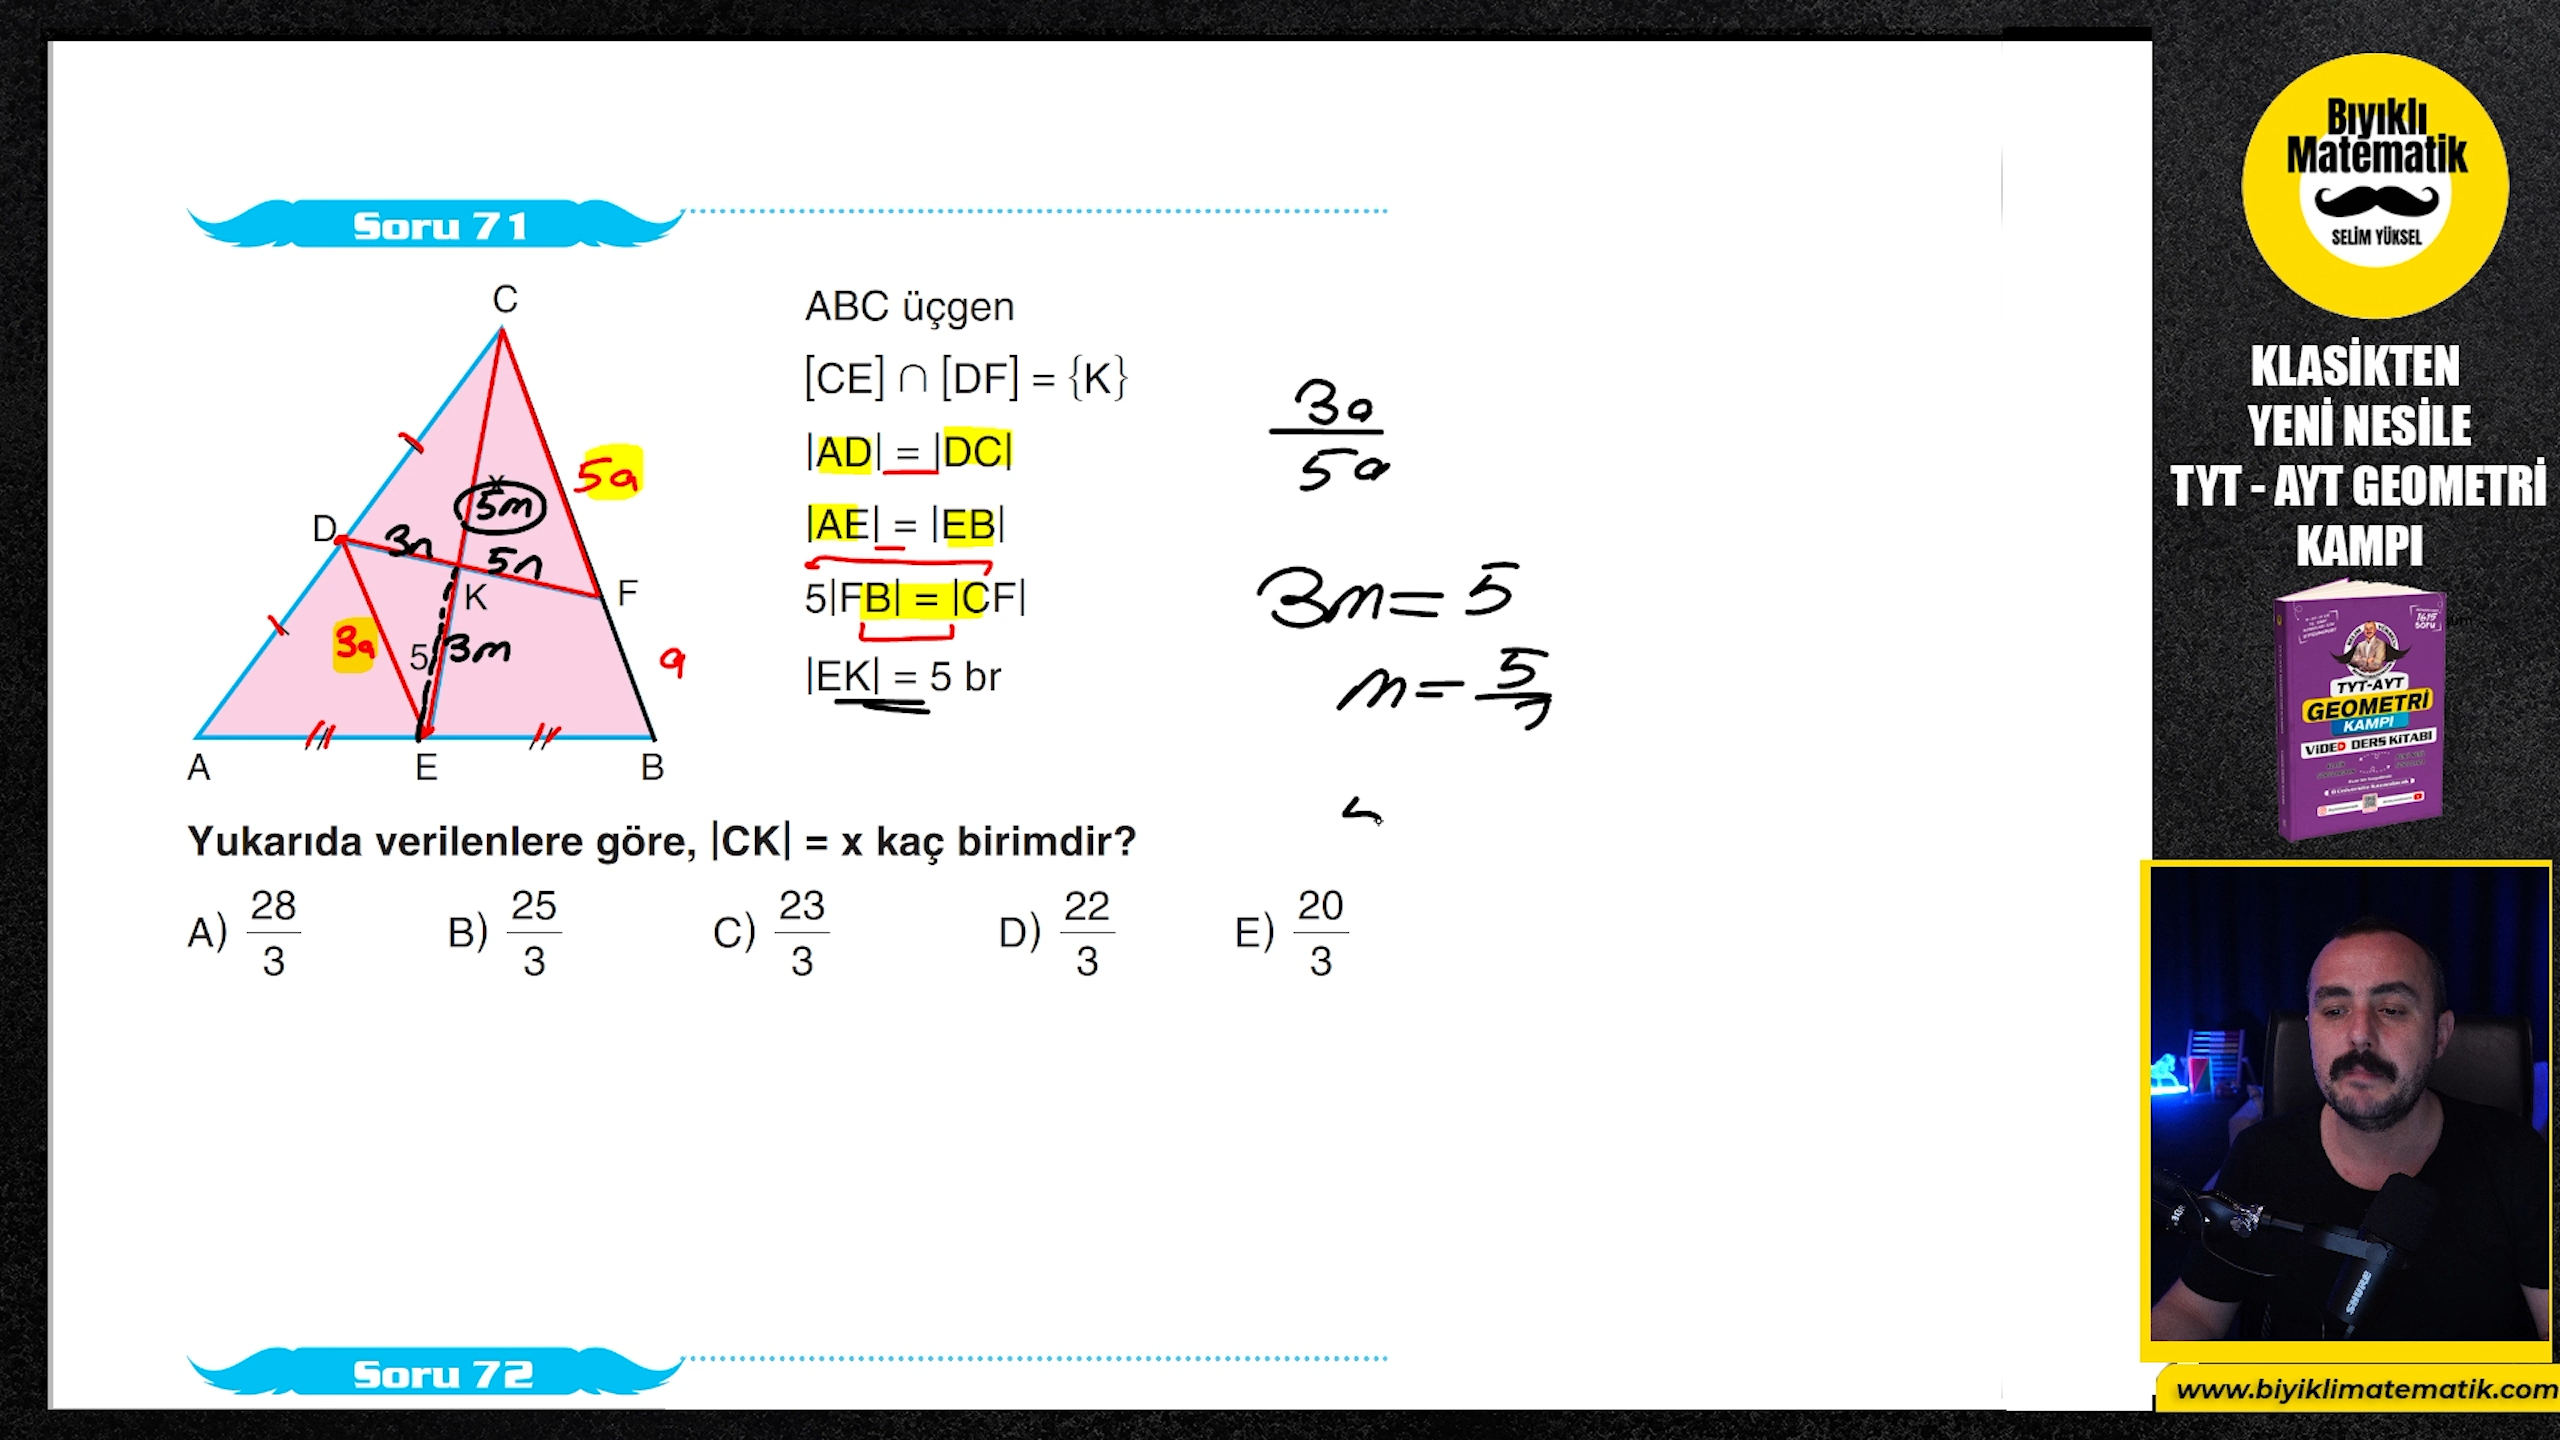 Soru 71
ABC üçgen
[CE] ∩ [DF] = {K}
|AD| = |DC|
|AE| = |EB|
5|FB| = |CF|
|EK| = 5 br
C
5a
x
5m
D
3n
5n
K
F
3a
5
3m
a
A
E
B
3a
5a
3m = 5
m = 5
Yukarıda verilenlere göre, |CK| = x kaç birimdir?
A) 28/3 B) 25/3 C) 23/3 D) 22/3 E) 20/3
Soru 72
Bıyıklı
Matematik
SELİM YÜKSEL
KLASİKTEN
YENİ NESİLE
TYT - AYT GEOMETRİ
KAMPI
1615
soru
TYT-AYT
GEOMETRİ
KAMPI
VİDEO DERS KİTABI
SHURE
www.biyiklimatematik.com